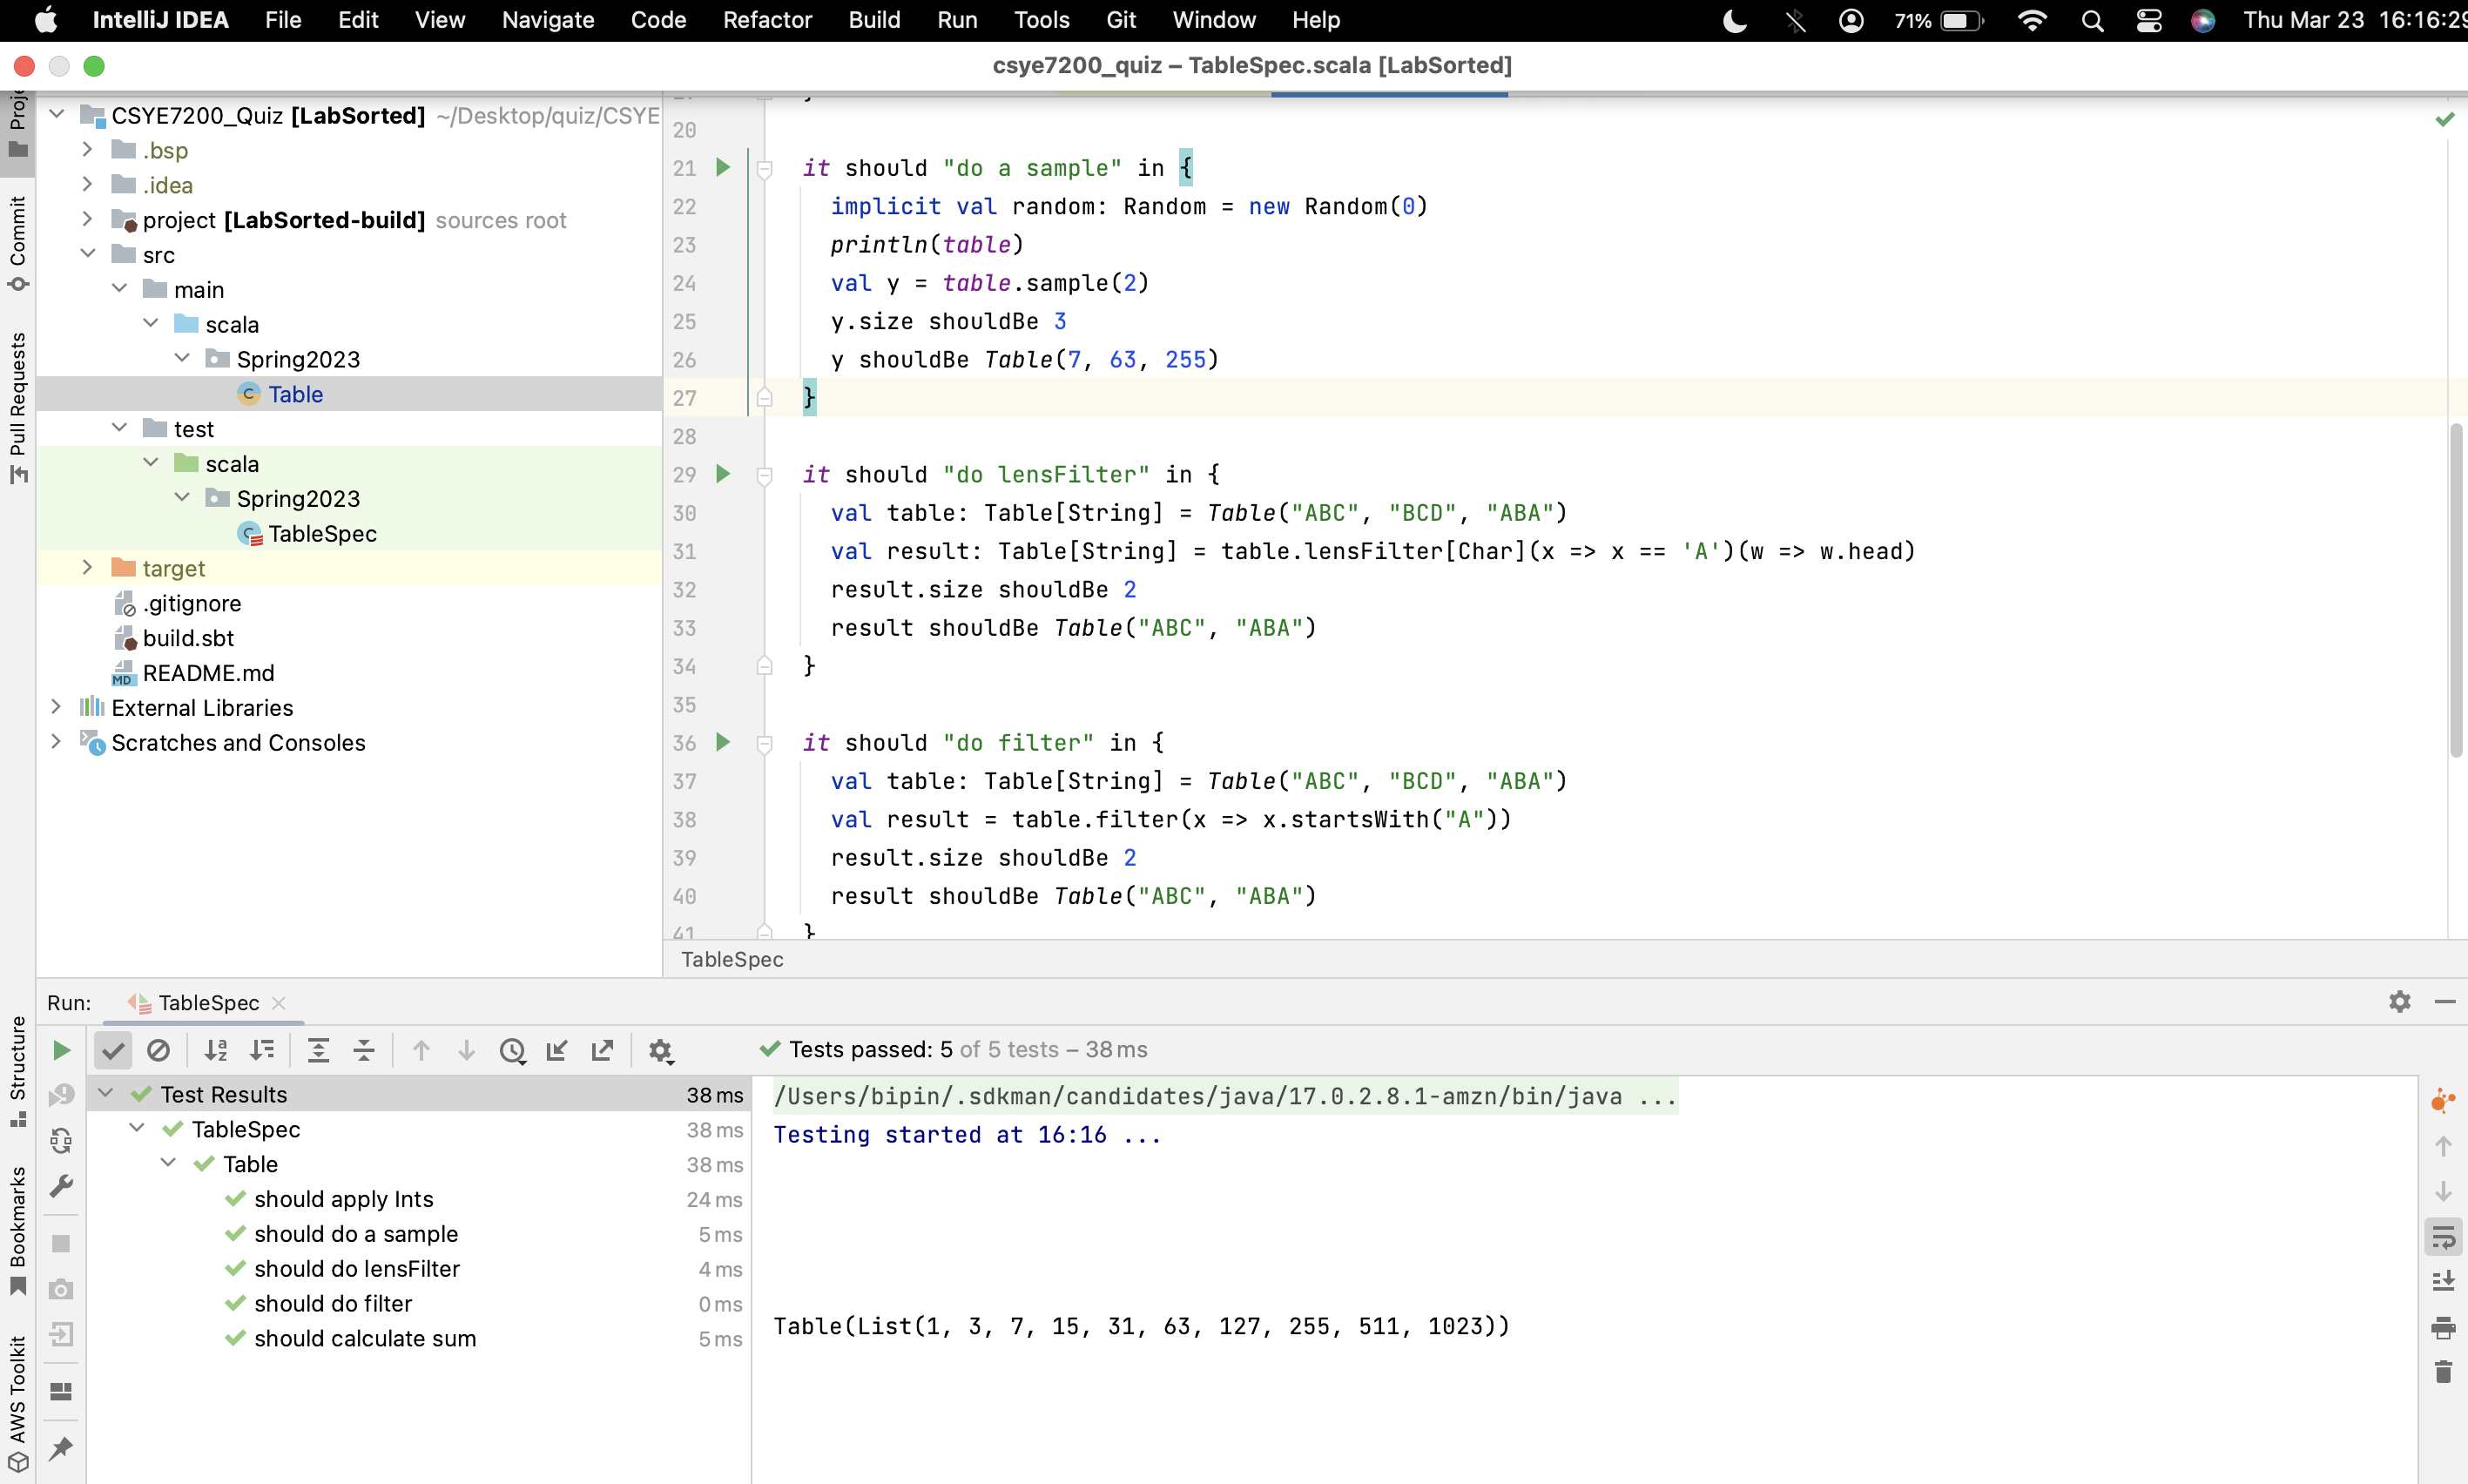 IntelliJ IDEA File Edit View Navigate Code Refactor Build Run Tools Git Window Help 71% Thu Mar 23 16:16:29
csye7200_quiz – TableSpec.scala [LabSorted]
Commit
Pull Requests
Structure
Bookmarks
AWS Toolkit
CSYE7200_Quiz [LabSorted] ~/Desktop/quiz/CSYE
.bsp
.idea
project [LabSorted-build] sources root
src
main
scala
Spring2023
Table
test
scala
Spring2023
TableSpec
target
.gitignore
build.sbt
README.md
External Libraries
Scratches and Consoles
20
21 it should "do a sample" in {
22 implicit val random: Random = new Random(0)
23 println(table)
24 val y = table.sample(2)
25 y.size shouldBe 3
26 y shouldBe Table(7, 63, 255)
27 }
28
29 it should "do lensFilter" in {
30 val table: Table[String] = Table("ABC", "BCD", "ABA")
31 val result: Table[String] = table.lensFilter[Char](x => x == 'A')(w => w.head)
32 result.size shouldBe 2
33 result shouldBe Table("ABC", "ABA")
34 }
35
36 it should "do filter" in {
37 val table: Table[String] = Table("ABC", "BCD", "ABA")
38 val result = table.filter(x => x.startsWith("A"))
39 result.size shouldBe 2
40 result shouldBe Table("ABC", "ABA")
41 }
TableSpec
Run: TableSpec
Tests passed: 5 of 5 tests – 38 ms
Test Results 38 ms
TableSpec 38 ms
Table 38 ms
should apply Ints 24 ms
should do a sample 5 ms
should do lensFilter 4 ms
should do filter 0 ms
should calculate sum 5 ms
/Users/bipin/.sdkman/candidates/java/17.0.2.8.1-amzn/bin/java ...
Testing started at 16:16 ...
Table(List(1, 3, 7, 15, 31, 63, 127, 255, 511, 1023))